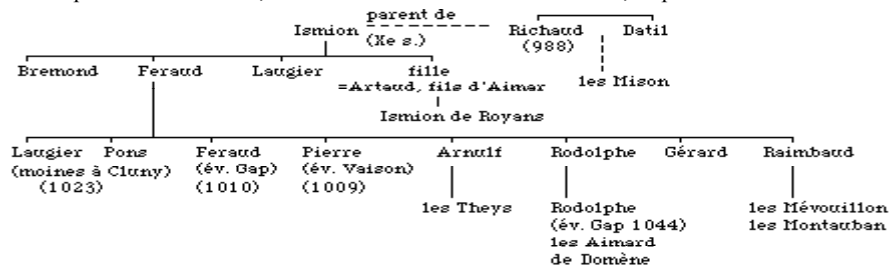 parent de
Ismion (Xe s.) Richaud Datil
(988)
Bremond Feraud Laugier fille
=Artaud, fils d'Aimar les Mison
Ismion de Royans
Laugier Pons Feraud Pierre Arnulf Rodolphe Gérard Raimbaud
(moines à Cluny) (év. Gap) (év. Vaison)
(1023) (1010) (1009)
les Theys Rodolphe les Mévouillon
(év. Gap 1044) les Montauban
les Aimard
de Domène